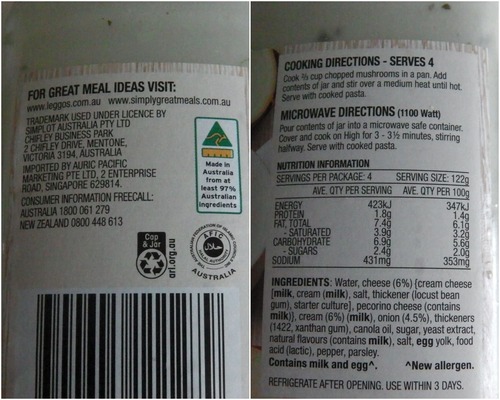 FOR GREAT MEAL IDEAS VISIT:
www.leggos.com.au www.simplygreatmeals.com.au
TRADEMARK USED UNDER LICENCE BY
SIMPLOT AUSTRALIA PTY LTD
CHIFLEY BUSINESS PARK
2 CHIFLEY DRIVE, MENTONE,
VICTORIA 3194, AUSTRALIA
IMPORTED BY AURIC PACIFIC
MARKETING PTE LTD, 2 ENTERPRISE
ROAD, SINGAPORE 629814.
CONSUMER INFORMATION FREECALL:
AUSTRALIA 1800 061 279
NEW ZEALAND 0800 448 613
Made in
Australia
from at
least 97%
Australian
ingredients
Cap
& Jar
arl.org.au
AFIC
حلال
AUSTRALIA
COOKING DIRECTIONS - SERVES 4
Cook ⅔ cup chopped mushrooms in a pan. Add
contents of jar and stir over a medium heat until hot.
Serve with cooked pasta.
MICROWAVE DIRECTIONS (1100 Watt)
Pour contents of jar into a microwave safe container.
Cover and cook on High for 3 - 3½ minutes, stirring
halfway. Serve with cooked pasta.
NUTRITION INFORMATION
SERVINGS PER PACKAGE: 4 SERVING SIZE: 122g
AVE. QTY PER SERVING AVE. QTY PER 100g
ENERGY 423kJ 347kJ
PROTEIN 1.8g 1.4g
FAT, TOTAL 7.4g 6.1g
- SATURATED 3.9g 3.2g
CARBOHYDRATE 6.9g 5.6g
- SUGARS 2.4g 2.0g
SODIUM 431mg 353mg
INGREDIENTS: Water, cheese (6%) {cream cheese
[milk, cream (milk), salt, thickener (locust bean
gum), starter culture], pecorino cheese (contains
milk)}, cream (6%) (milk), onion (4.5%), thickeners
(1422, xanthan gum), canola oil, sugar, yeast extract,
natural flavours (contains milk), salt, egg yolk, food
acid (lactic), pepper, parsley.
Contains milk and egg^. ^New allergen.
REFRIGERATE AFTER OPENING. USE WITHIN 3 DAYS.